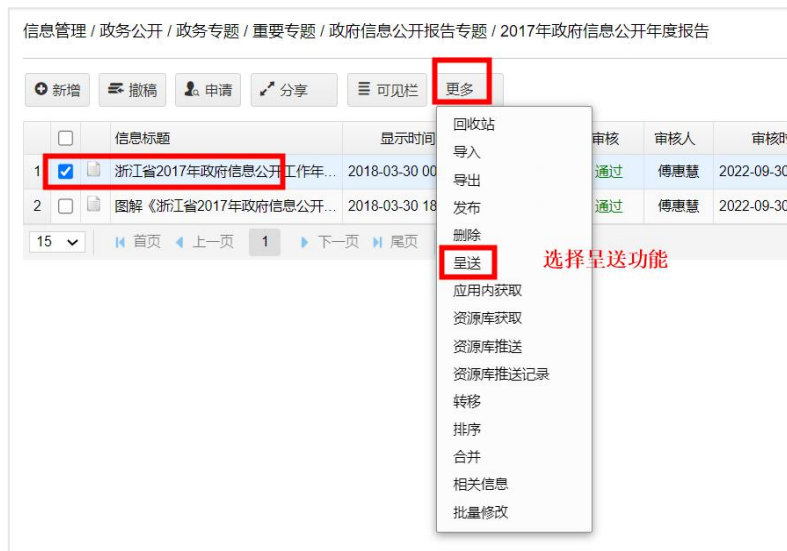 信息管理 / 政务公开 / 政务专题 / 重要专题 / 政府信息公开报告专题 / 2017年政府信息公开年度报告
新增 撤稿 申请 分享 可见栏 更多
信息标题 显示时间 审核 审核人 审核时
1 浙江省2017年政府信息公开工作年... 2018-03-30 00 通过 傅惠慧 2022-09-30
2 图解《浙江省2017年政府信息公开... 2018-03-30 18 通过 傅惠慧 2022-09-30
15 首页 上一页 1 下一页 尾页
回收站
导入
导出
发布
删除
呈送 选择呈送功能
应用内获取
资源库获取
资源库推送
资源库推送记录
转移
排序
合并
相关信息
批量修改